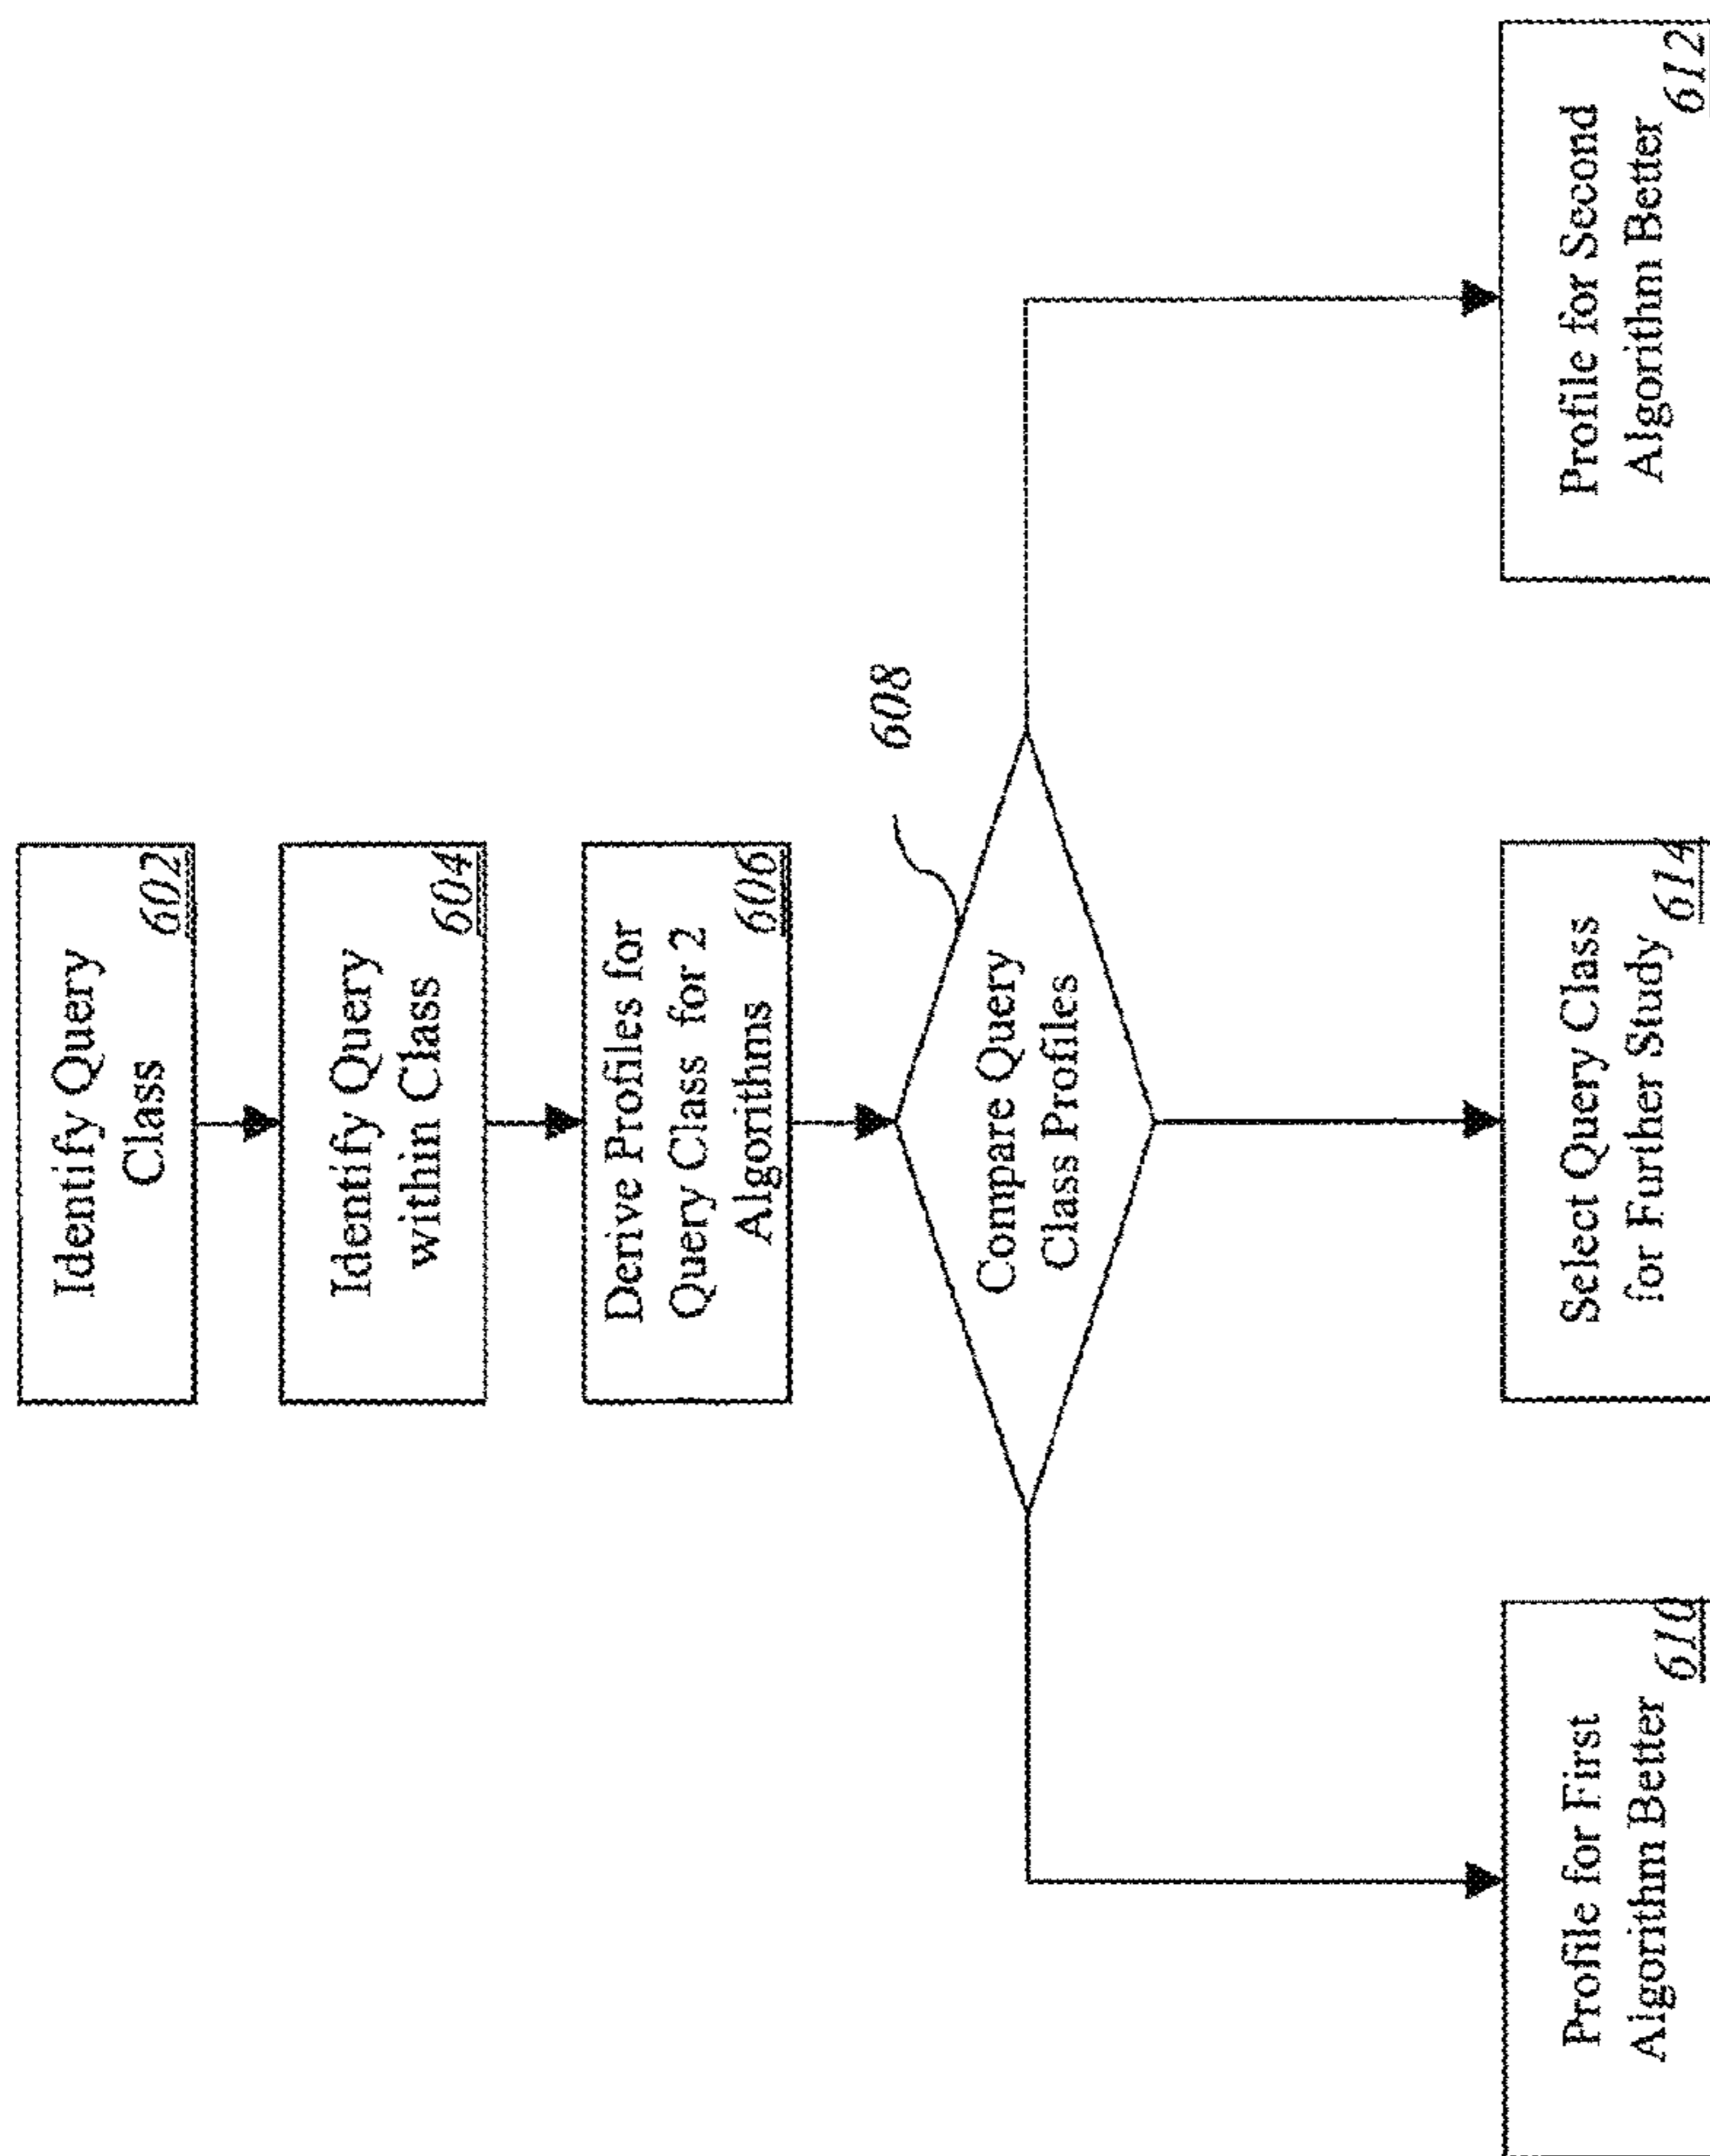 Identify Query
Class
602
Identify Query
within Class
604
Derive Profiles for
Query Class for 2
Algorithms
606
608
Compare Query
Class Profiles
Profile for First
Algorithm Better
610
Select Query Class
for Further Study
614
Profile for Second
Algorithm Better
612